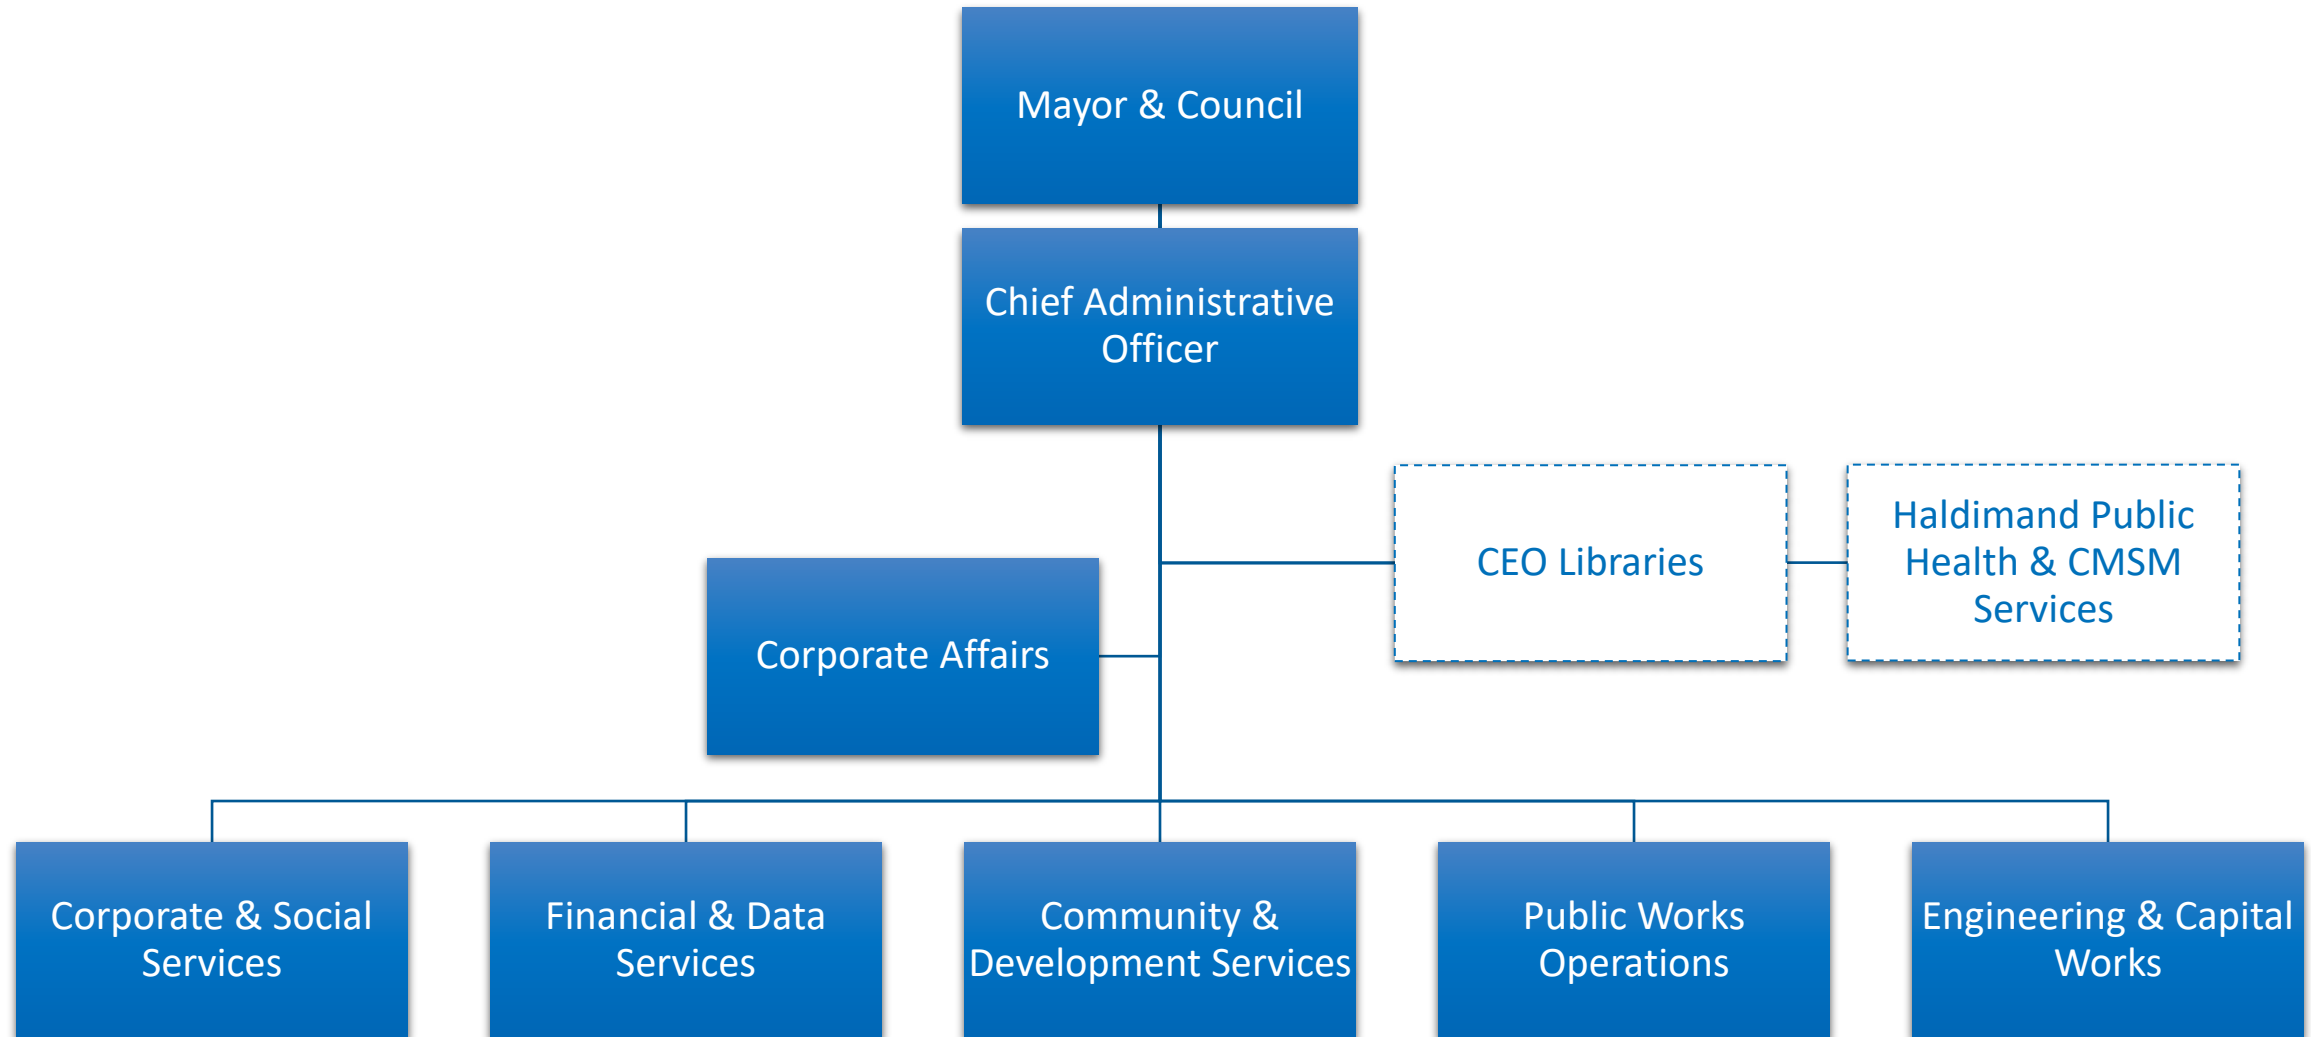 Mayor & Council
Chief Administrative
Officer
CEO Libraries
Haldimand Public
Health & CMSM
Services
Corporate Affairs
Corporate & Social
Services
Financial & Data
Services
Community &
Development Services
Public Works
Operations
Engineering & Capital
Works